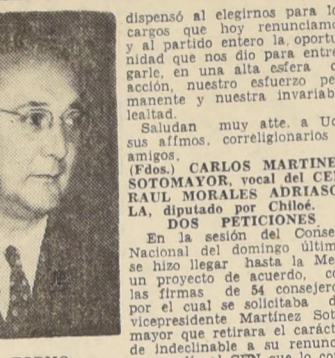 dispensó al elegirnos para lo
cargos que hoy renunciam
y al partido entero la oportu
nidad que nos dio para entre
garle, en una alta esfera d
acción, nuestro esfuerzo pe
manente y nuestra invariab
lealtad.
Saludan muy atte. a Ud
sus affmos. correligionarios
amigos,
(Fdos.) CARLOS MARTINE
SOTOMAYOR, vocal del CE
RAUL MORALES ADRIASO
LA, diputado por Chiloé.
DOS PETICIONES
En la sesión del Conse
Nacional del domingo últim
se hizo llegar hasta la Me
un proyecto de acuerdo, co
las firmas de 54 consejero
por el cual se solicitaba d
vicepresidente Martínez Sot
mayor que retirara el caráct
de indeclinable a su renun